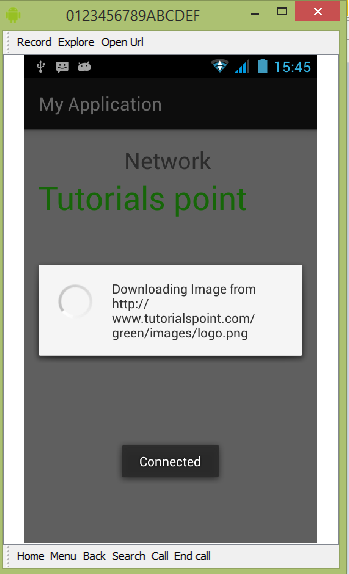 0123456789ABCDEF
Record Explore Open Url
15:45
My Application
Network
Tutorials point
Downloading Image from
http://
www.tutorialspoint.com/
green/images/logo.png
Connected
Home Menu Back Search Call End call